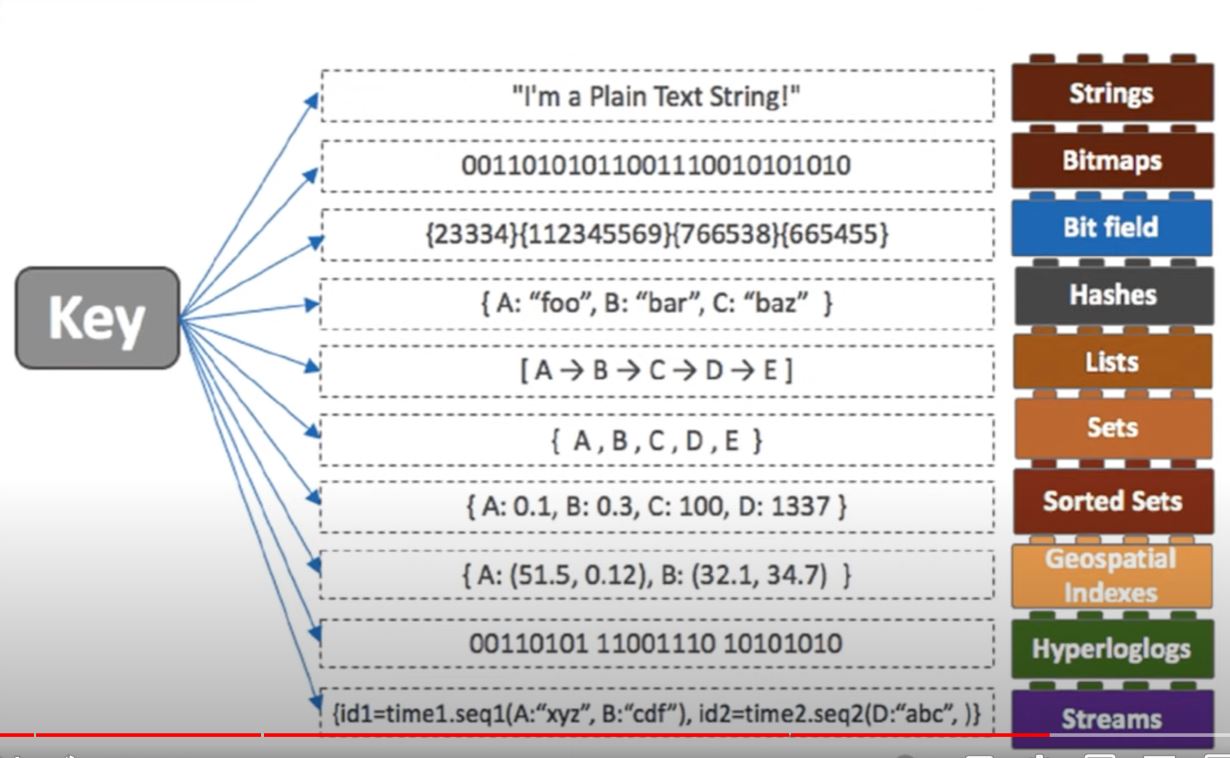 "I'm a Plain Text String!"
Strings
00110101011001110010101010
Bitmaps
{23334}{112345569}{766538}{665455}
Bit field
Key
{ A: “foo”, B: “bar”, C: “baz” }
Hashes
[ A → B → C → D → E ]
Lists
{ A , B , C , D , E }
Sets
{ A: 0.1, B: 0.3, C: 100, D: 1337 }
Sorted Sets
{ A: (51.5, 0.12), B: (32.1, 34.7) }
Geospatial
Indexes
00110101 11001110 10101010
Hyperloglogs
{id1=time1.seq1(A:“xyz”, B:“cdf”), id2=time2.seq2(D:“abc”, )}
Streams